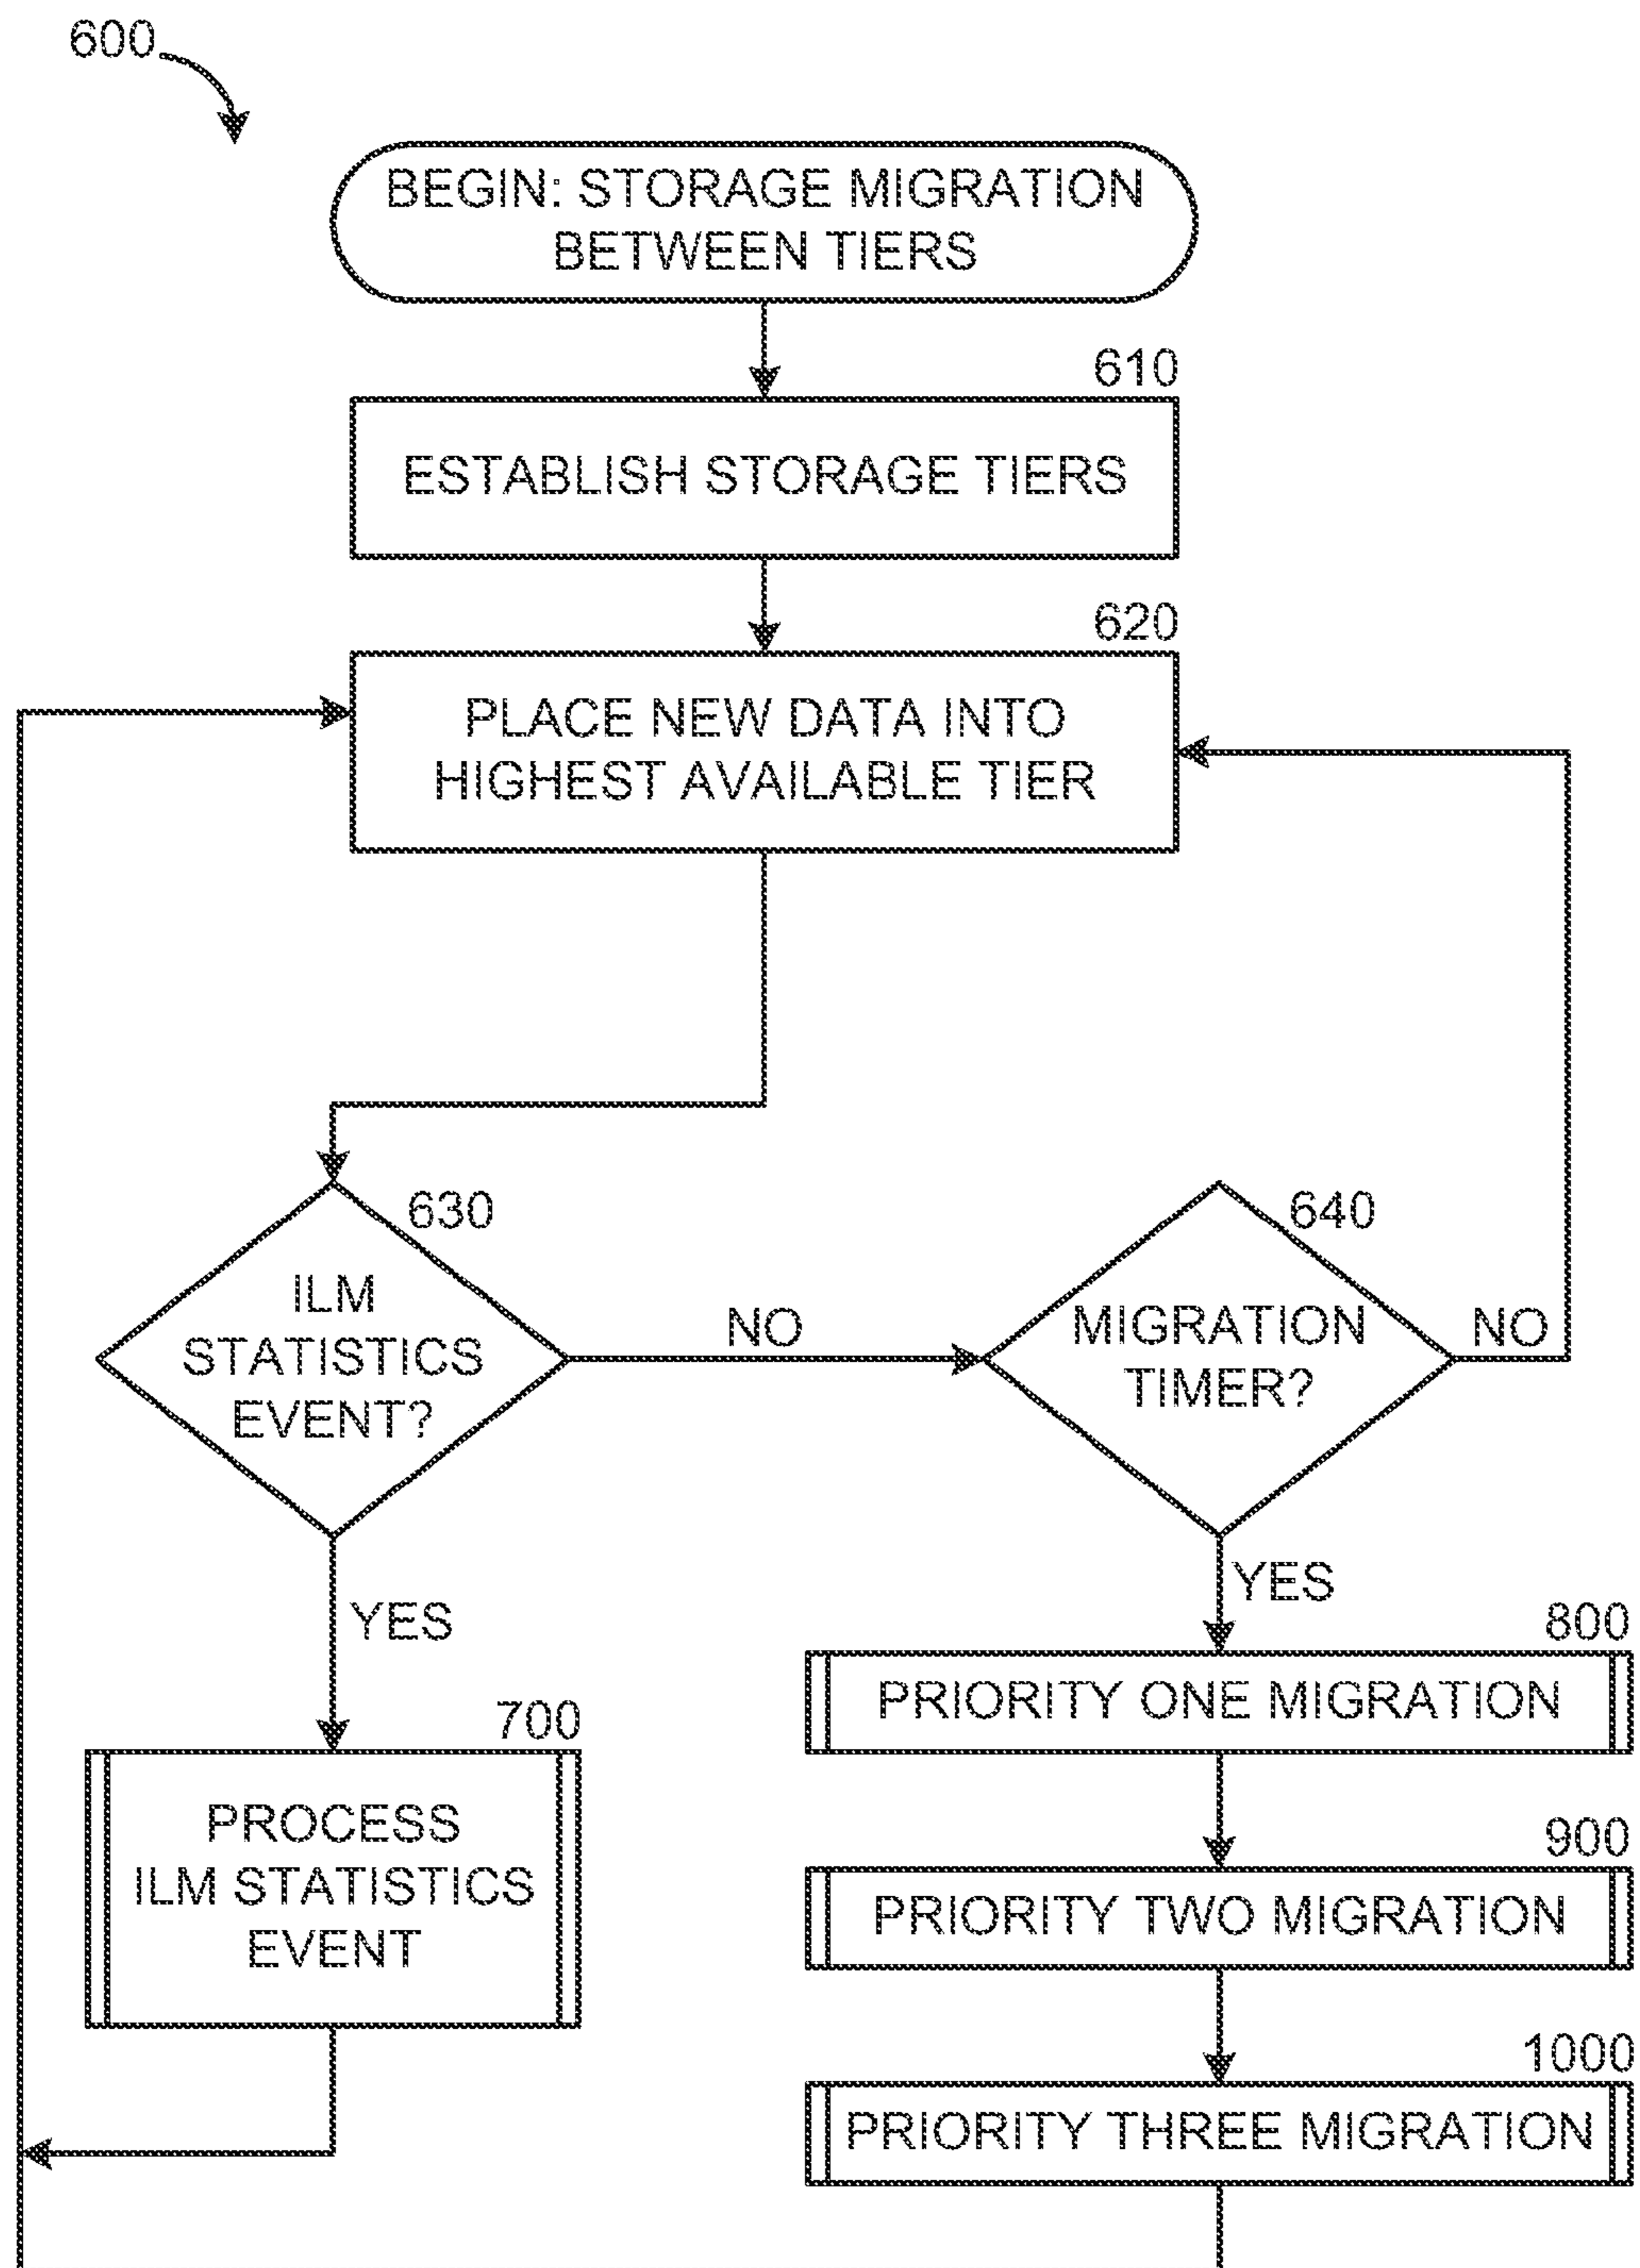 600
BEGIN: STORAGE MIGRATION
BETWEEN TIERS
610
ESTABLISH STORAGE TIERS
620
PLACE NEW DATA INTO
HIGHEST AVAILABLE TIER
630
ILM
STATISTICS
EVENT?
NO
640
MIGRATION
TIMER?
NO
YES
YES
700
PROCESS
ILM STATISTICS
EVENT
800
PRIORITY ONE MIGRATION
900
PRIORITY TWO MIGRATION
1000
PRIORITY THREE MIGRATION